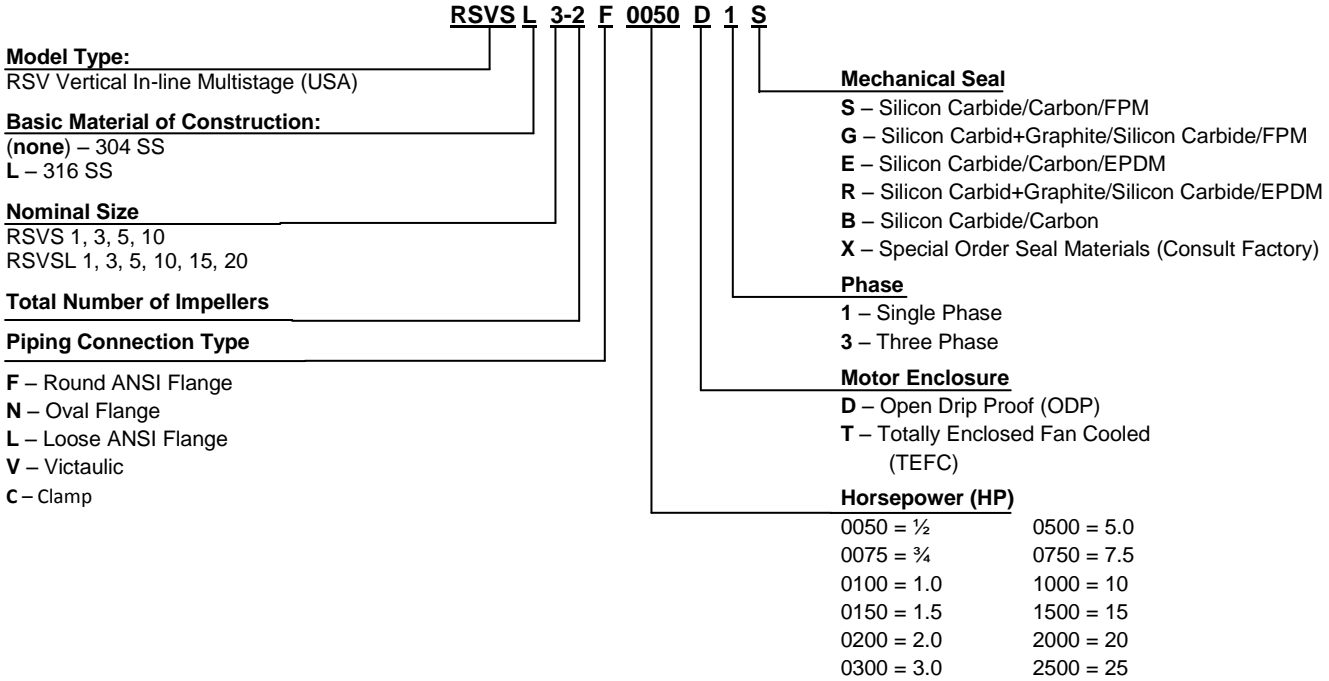 RSVS L 3-2 F 0050 D 1 S
Model Type:
RSV Vertical In-line Multistage (USA)
Basic Material of Construction:
(none) – 304 SS
L – 316 SS
Nominal Size
RSVS 1, 3, 5, 10
RSVSL 1, 3, 5, 10, 15, 20
Total Number of Impellers
Piping Connection Type
F – Round ANSI Flange
N – Oval Flange
L – Loose ANSI Flange
V – Victaulic
C – Clamp
Mechanical Seal
S – Silicon Carbide/Carbon/FPM
G – Silicon Carbid+Graphite/Silicon Carbide/FPM
E – Silicon Carbide/Carbon/EPDM
R – Silicon Carbid+Graphite/Silicon Carbide/EPDM
B – Silicon Carbide/Carbon
X – Special Order Seal Materials (Consult Factory)
Phase
1 – Single Phase
3 – Three Phase
Motor Enclosure
D – Open Drip Proof (ODP)
T – Totally Enclosed Fan Cooled
(TEFC)
Horsepower (HP)
0050 = ½ 0500 = 5.0
0075 = ¾ 0750 = 7.5
0100 = 1.0 1000 = 10
0150 = 1.5 1500 = 15
0200 = 2.0 2000 = 20
0300 = 3.0 2500 = 25